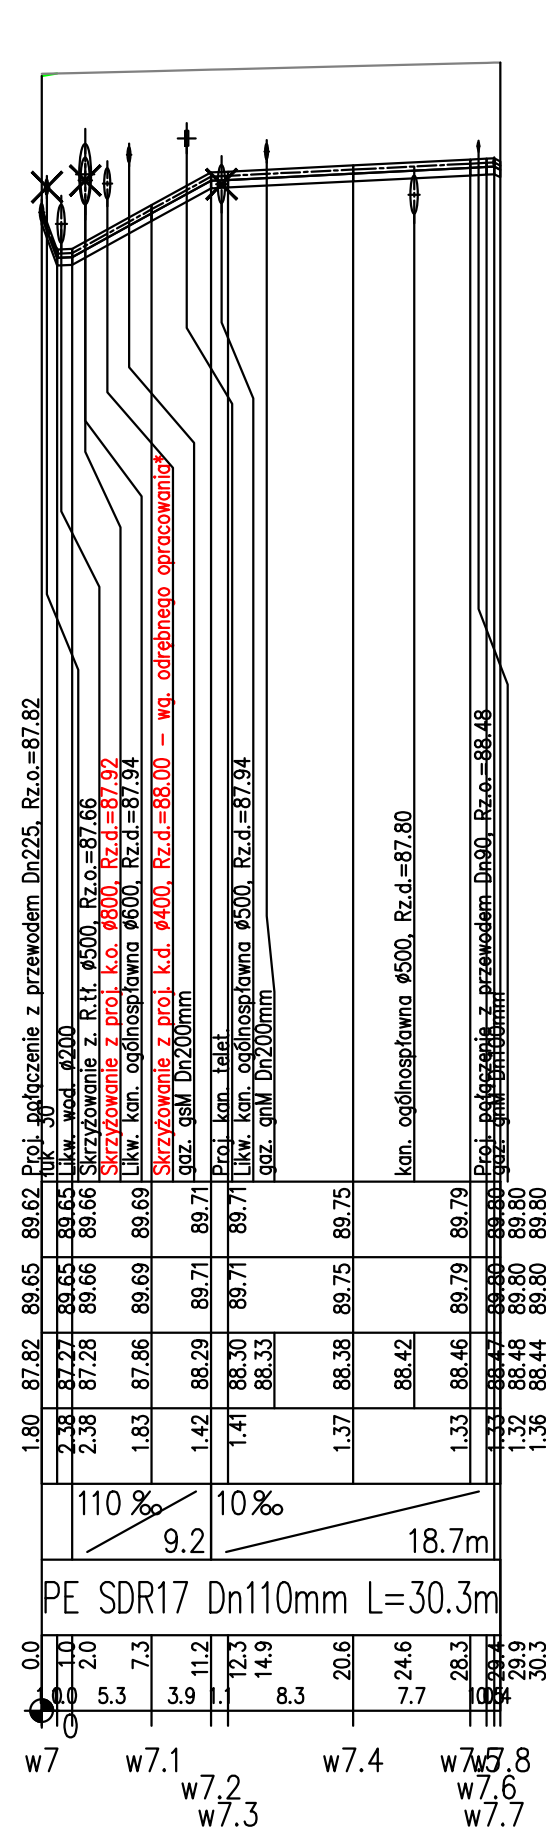 Proj. połączenie z przewodem Dn225, Rz.o.=87.82
łuk 30
Likw. wod. ø200
Skrzyżowanie z. R.tł. ø500, Rz.o.=87.66
Skrzyżowanie z proj. k.o. ø800, Rz.d.=87.92
Likw. kan. ogólnospławna ø600, Rz.d.=87.94
Skrzyżowanie z proj. k.d. ø400, Rz.d.=88.00 – wg. odrębnego opracowania*
gaz. gsM Dn200mm
Proj. kan. telet.
Likw. kan. ogólnospławna ø500, Rz.d.=87.94
gaz. gnM Dn200mm
kan. ogólnospławna ø500, Rz.d.=87.80
Proj. połączenie z przewodem Dn90, Rz.o.=88.48
gaz. gnM Dn100mm
89.62 89.65 89.66 89.69 89.71 89.71 89.75 89.79 89.80 89.80 89.80
89.65 89.65 89.66 89.69 89.71 89.71 89.75 89.79 89.80 89.80 89.80
87.82 87.27 87.28 87.86 88.29 88.30 88.33 88.38 88.42 88.46 88.47 88.48 88.44
1.80 2.38 2.38 1.83 1.42 1.41 1.37 1.33 1.33 1.32 1.36
110 ‰ 10 ‰
9.2 18.7m
PE SDR17 Dn110mm L=30.3m
0.0 1.0 2.0 7.3 11.2 12.3 14.9 20.6 24.6 28.3 29.4 29.9 30.3
5.3 3.9 1.1 8.3 7.7
0
w7 w7.1 w7.4 w7.5 w7.8
w7.2 w7.6
w7.3 w7.7